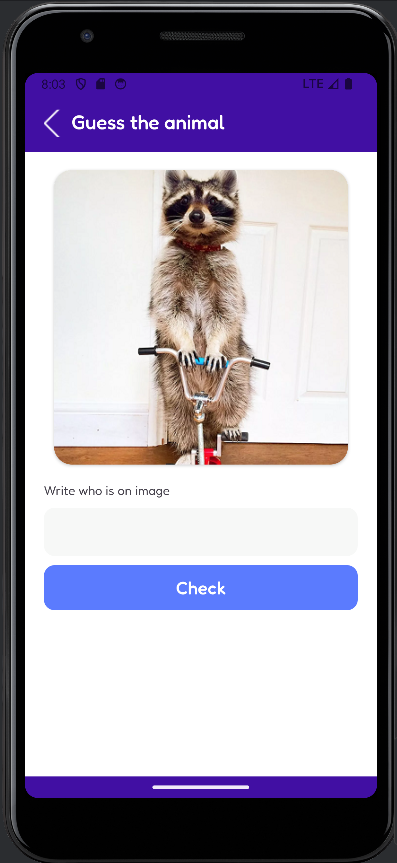 8:03 LTE
Guess the animal
Write who is on image
Check